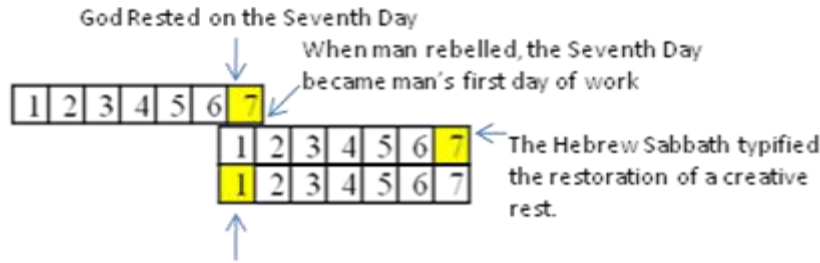 God Rested on the Seventh Day
When man rebelled, the Seventh Day
became man's first day of work
1 2 3 4 5 6 7
1 2 3 4 5 6 7
The Hebrew Sabbath typified
1 2 3 4 5 6 7
the restoration of a creative
rest.